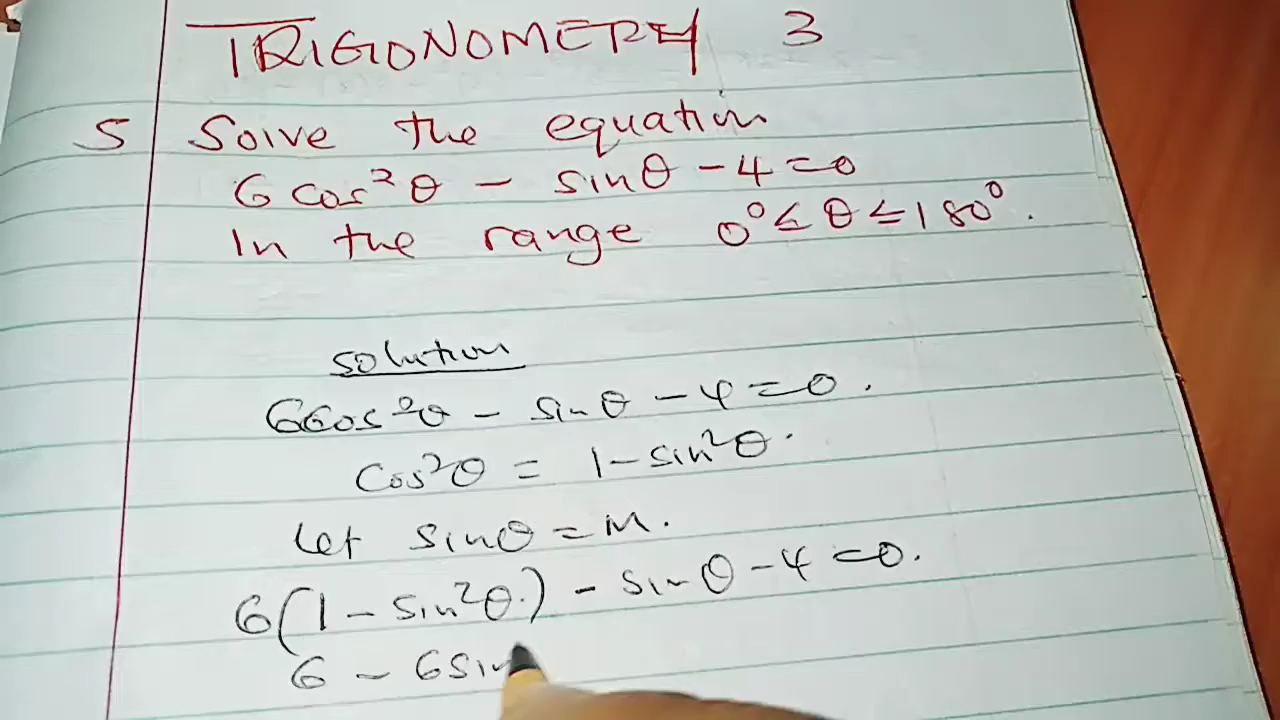 TRIGONOMETRY 3
5 Solve the equation
6 cos²θ - sinθ - 4 = 0
In the range 0° ≤ θ ≤ 180°.
Solution
6Cos²θ - sinθ - 4 = 0.
Cos²θ = 1 - sin²θ.
Let sinθ = M.
6(1 - sin²θ.) - sinθ - 4 = 0.
6 - 6sin